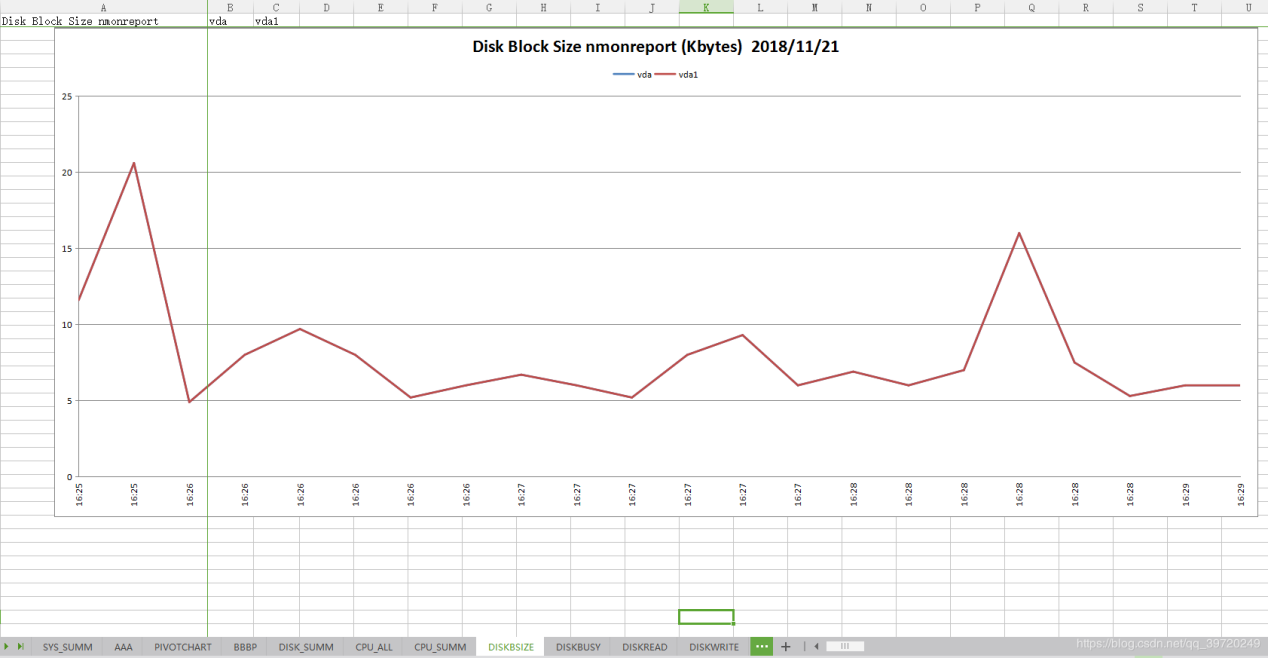 A B C D E F G H I J K L M N O P Q R S T U
Disk Block Size nmonreport vda vda1
Disk Block Size nmonreport (Kbytes) 2018/11/21
vda vda1
25
20
15
10
5
0
16:25 16:25 16:26 16:26 16:26 16:26 16:26 16:26 16:27 16:27 16:27 16:27 16:27 16:27 16:28 16:28 16:28 16:28 16:28 16:28 16:29 16:29
SYS_SUMM AAA PIVOTCHART BBBP DISK_SUMM CPU_ALL CPU_SUMM DISKBSIZE DISKBUSY DISKREAD DISKWRITE ••• +
https://blog.csdn.net/qq_39720249